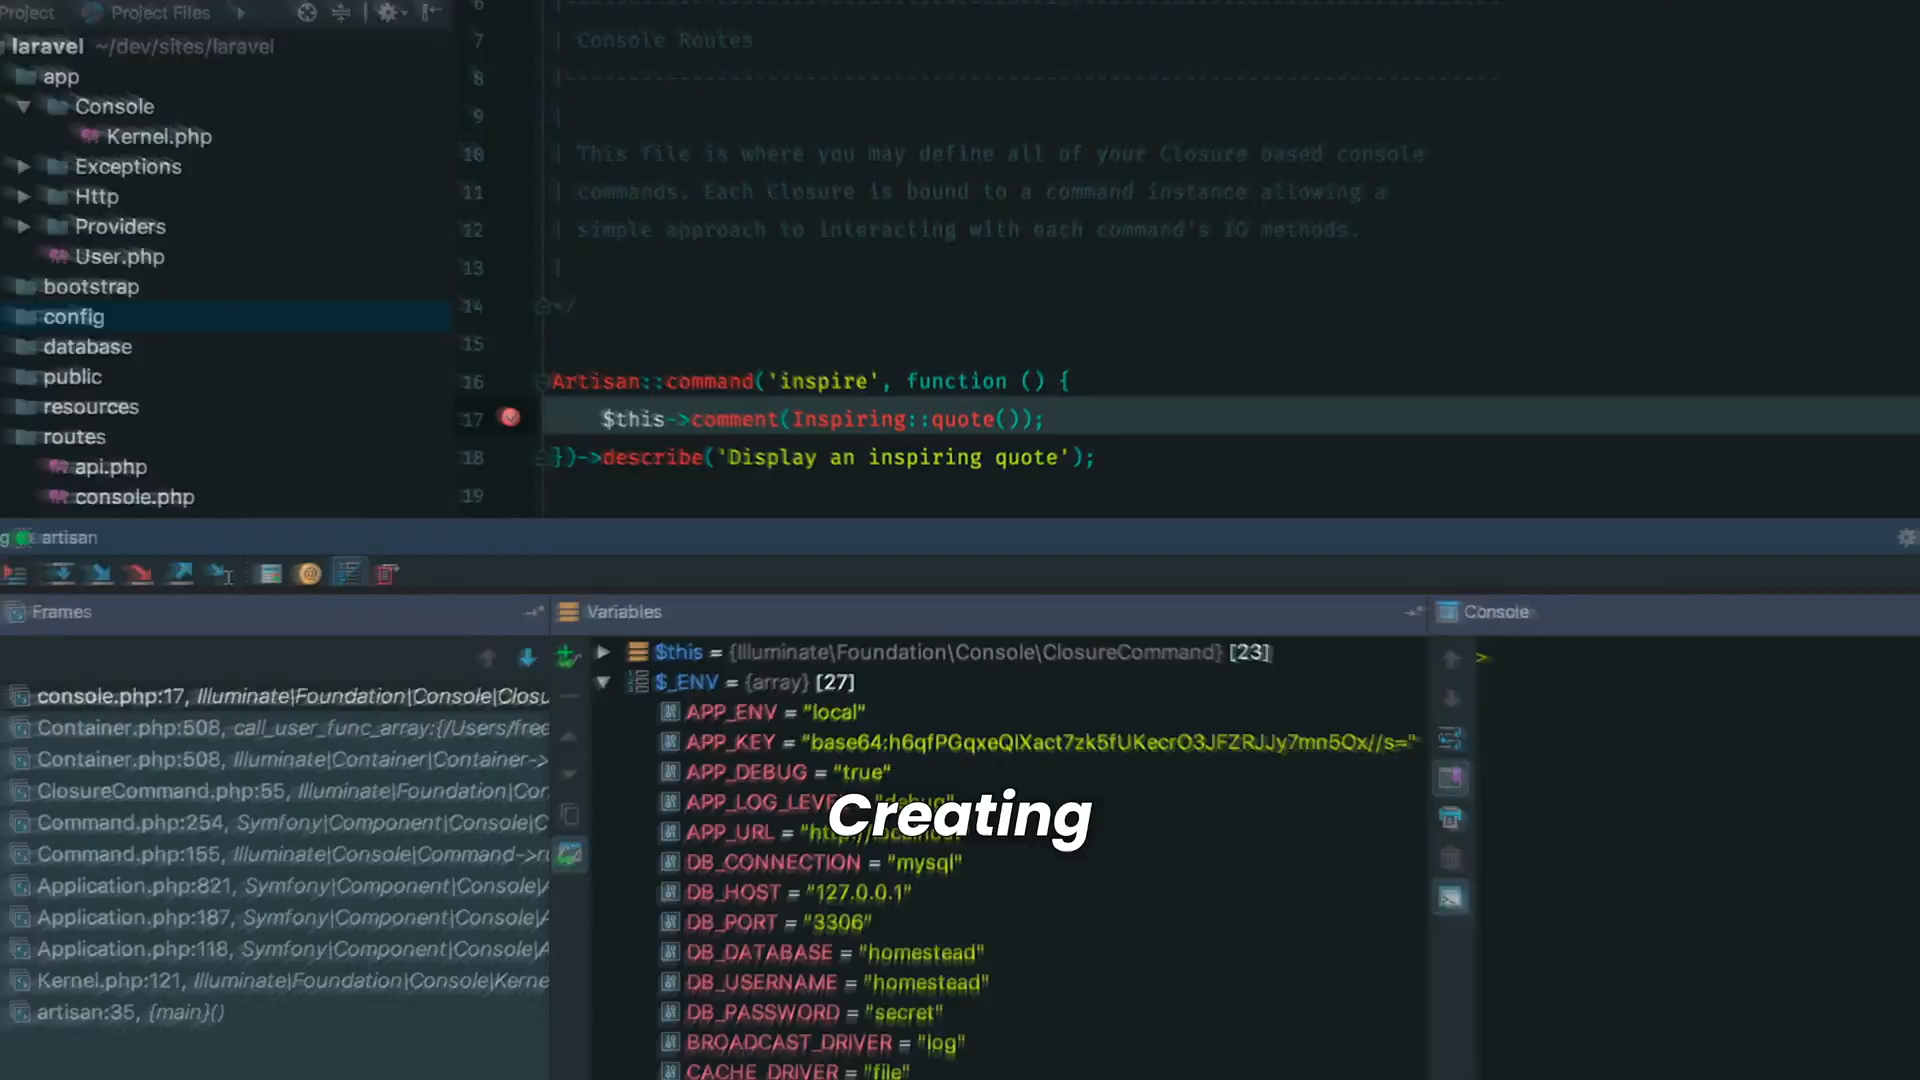 Project
Project Files
laravel ~/dev/sites/laravel
app
Console
Kernel.php
Exceptions
Http
Providers
User.php
bootstrap
config
database
public
resources
routes
api.php
console.php
6
7 | Console Routes
8 |
9 |
10 | This file is where you may define all of your Closure based console
11 | commands. Each Closure is bound to a command instance allowing a
12 | simple approach to interacting with each command's IO methods.
13 |
14 */
15
16 Artisan::command('inspire', function () {
17 $this->comment(Inspiring::quote());
18 })->describe('Display an inspiring quote');
19
g artisan
Frames
console.php:17, Illuminate\Foundation\Console\Closu
Container.php:508, call_user_func_array:{/Users/free
Container.php:508, Illuminate\Container\Container->
ClosureCommand.php:55, Illuminate\Foundation\Cor
Command.php:254, Symfony\Component\Console\C
Command.php:155, Illuminate\Console\Command->ru
Application.php:821, Symfony\Component\Console\A
Application.php:187, Symfony\Component\Console\A
Application.php:118, Symfony\Component\Console\A
Kernel.php:121, Illuminate\Foundation\Console\Kerne
artisan:35, {main}()
Variables
$this = {Illuminate\Foundation\Console\ClosureCommand} [23]
$_ENV = {array} [27]
APP_ENV = "local"
APP_KEY = "base64:h6qfPGqxeQlXact7zk5fUKecrO3JFZRJJy7mn5Ox//s="
APP_DEBUG = "true"
APP_LOG_LEVEL "debug"
APP_URL = "http://localhost"
DB_CONNECTION = "mysql"
DB_HOST = "127.0.0.1"
DB_PORT = "3306"
DB_DATABASE = "homestead"
DB_USERNAME = "homestead"
DB_PASSWORD = "secret"
BROADCAST_DRIVER = "log"
CACHE_DRIVER = "file"
Console
>
Creating